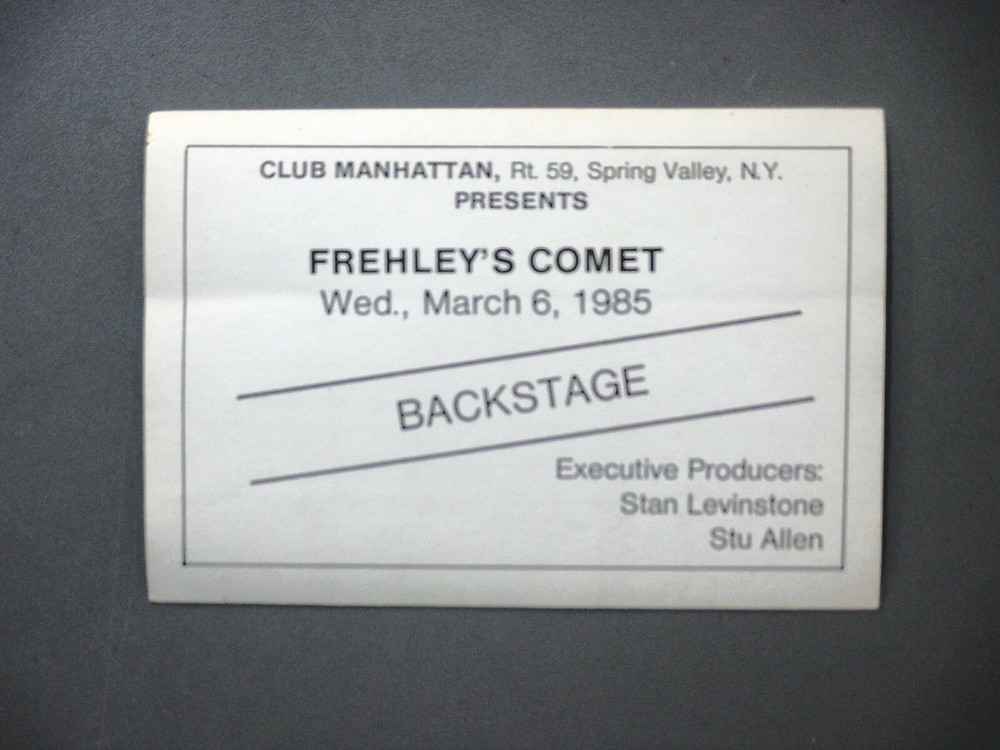 CLUB MANHATTAN, Rt. 59, Spring Valley, N.Y.
PRESENTS
FREHLEY'S COMET
Wed., March 6, 1985
BACKSTAGE
Executive Producers:
Stan Levinstone
Stu Allen